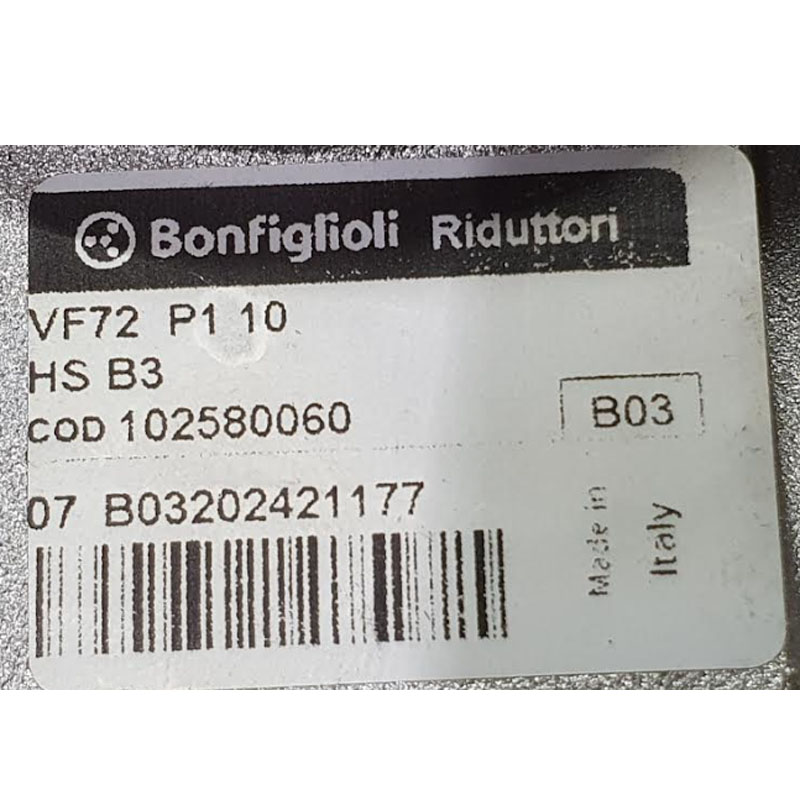 Bonfiglioli Riduttori
VF72 P1 10
HS B3
COD 102580060
B03
07 B03202421177
Made in
Italy